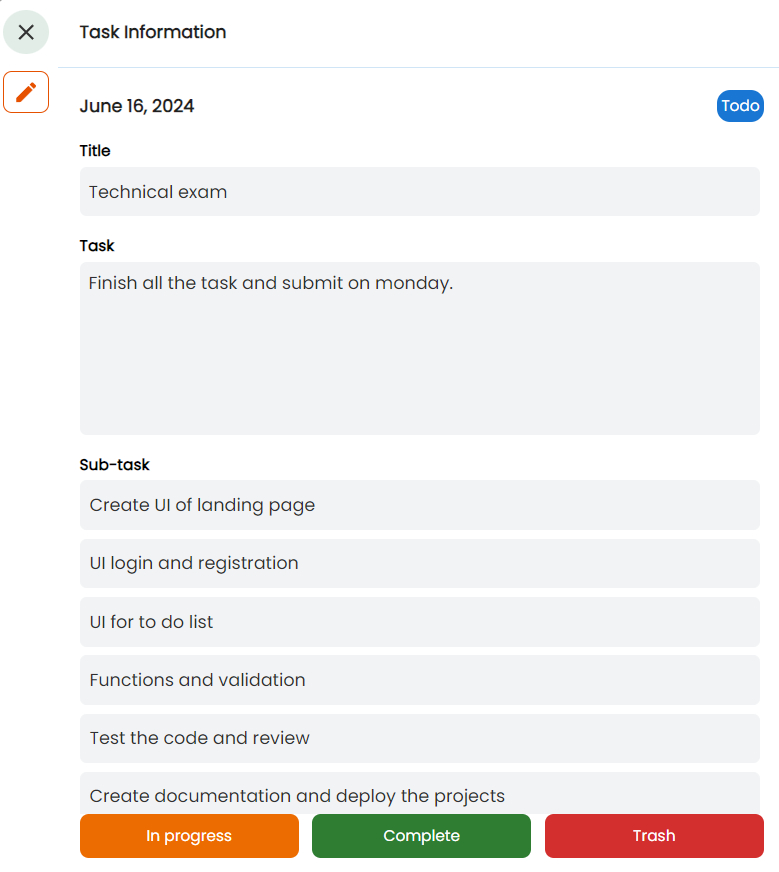 Task Information
June 16, 2024
Todo
Title
Technical exam
Task
Finish all the task and submit on monday.
Sub-task
Create UI of landing page
UI login and registration
UI for to do list
Functions and validation
Test the code and review
Create documentation and deploy the projects
In progress
Complete
Trash